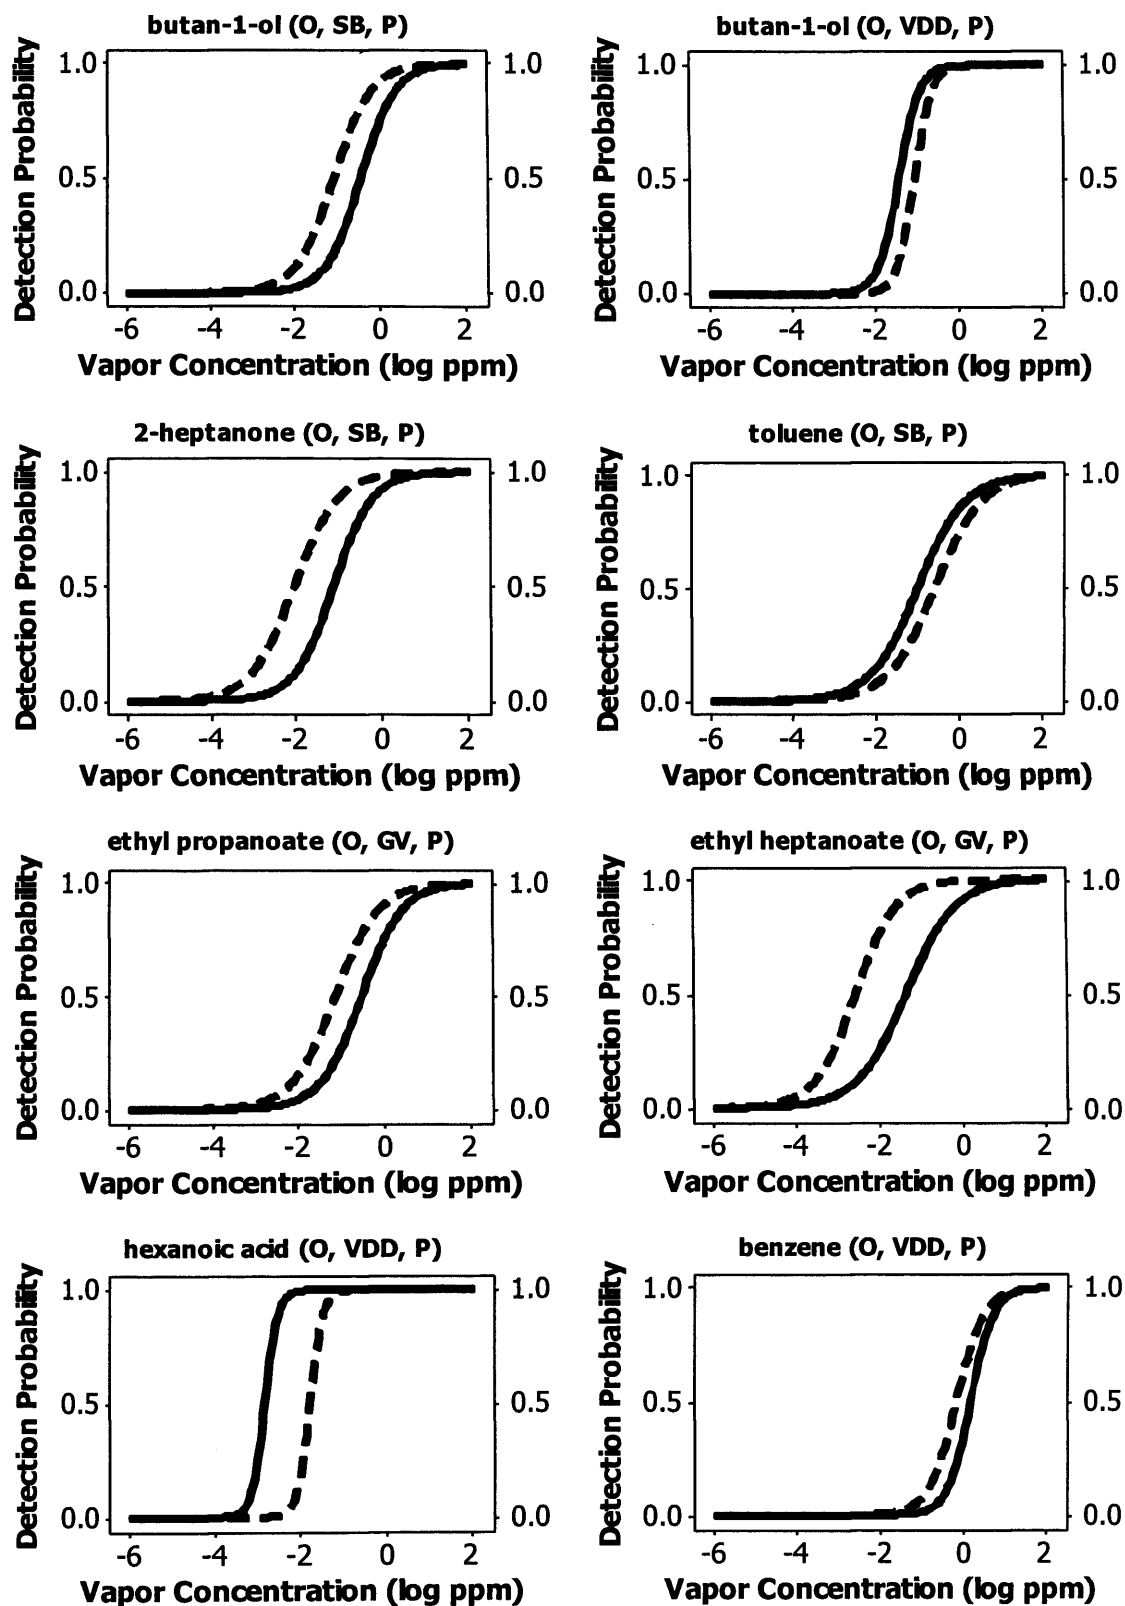 butan-1-ol (O, SB, P)
Detection Probability
1.0
0.5
0.0
1.0
0.5
0.0
-6 -4 -2 0 2
Vapor Concentration (log ppm)
butan-1-ol (O, VDD, P)
Detection Probability
1.0
0.5
0.0
1.0
0.5
0.0
-6 -4 -2 0 2
Vapor Concentration (log ppm)
2-heptanone (O, SB, P)
Detection Probability
1.0
0.5
0.0
1.0
0.5
0.0
-6 -4 -2 0 2
Vapor Concentration (log ppm)
toluene (O, SB, P)
Detection Probability
1.0
0.5
0.0
1.0
0.5
0.0
-6 -4 -2 0 2
Vapor Concentration (log ppm)
ethyl propanoate (O, GV, P)
Detection Probability
1.0
0.5
0.0
1.0
0.5
0.0
-6 -4 -2 0 2
Vapor Concentration (log ppm)
ethyl heptanoate (O, GV, P)
Detection Probability
1.0
0.5
0.0
1.0
0.5
0.0
-6 -4 -2 0 2
Vapor Concentration (log ppm)
hexanoic acid (O, VDD, P)
Detection Probability
1.0
0.5
0.0
1.0
0.5
0.0
-6 -4 -2 0 2
Vapor Concentration (log ppm)
benzene (O, VDD, P)
Detection Probability
1.0
0.5
0.0
1.0
0.5
0.0
-6 -4 -2 0 2
Vapor Concentration (log ppm)